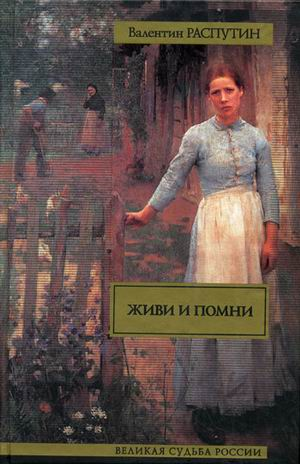 Валентин РАСПУТИН
ЖИВИ И ПОМНИ
ВЕЛИКАЯ СУДЬБА РОССИИ